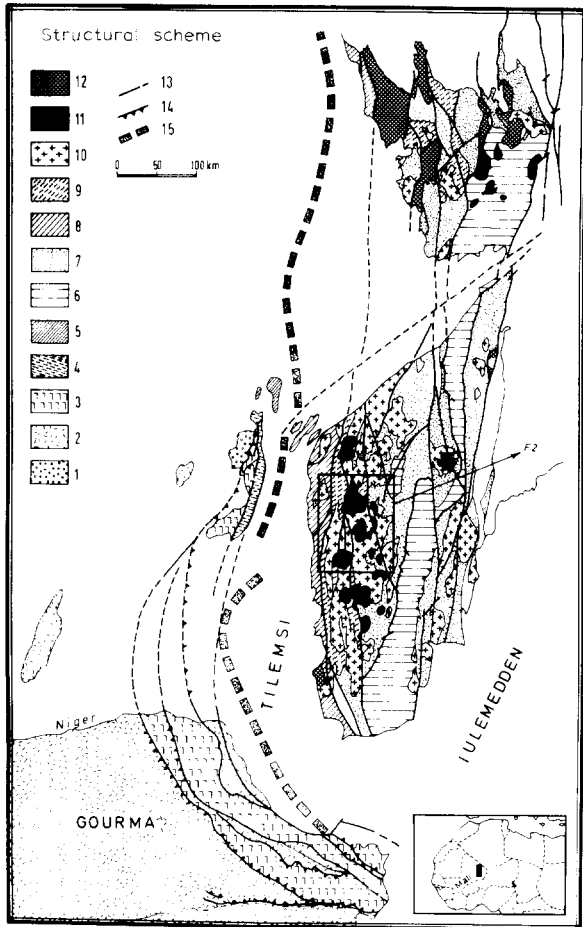 Structural scheme
12
11
10
9
8
7
6
5
4
3
2
1
13
14
15
0 50 100 km
F2
TILEMSI
IULEMEDDEN
Niger
GOURMA
Mali